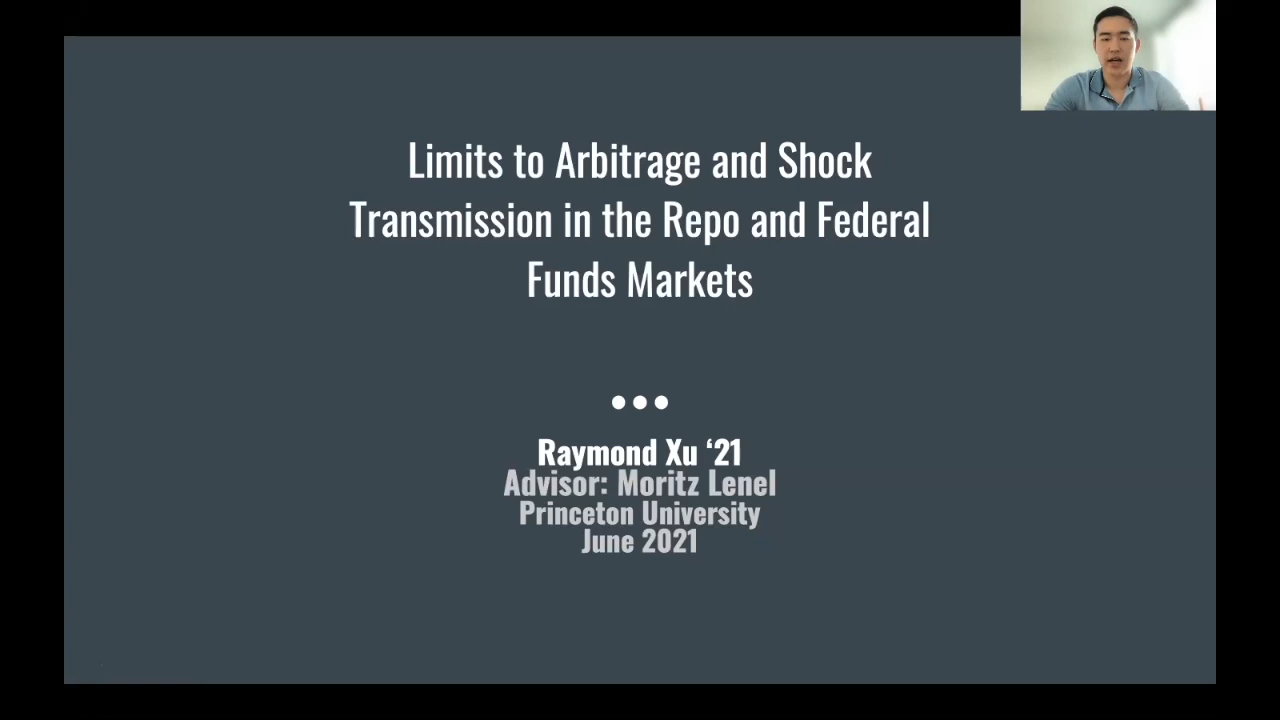 Limits to Arbitrage and Shock
Transmission in the Repo and Federal
Funds Markets
Raymond Xu ‘21
Advisor: Moritz Lenel
Princeton University
June 2021